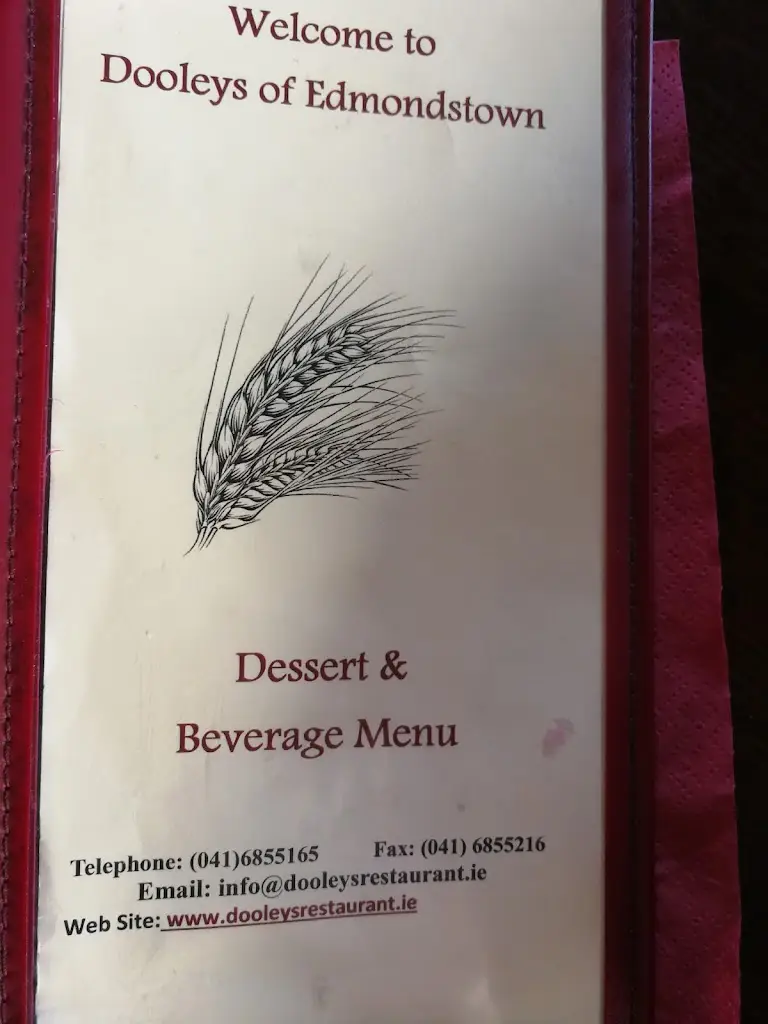 Welcome to
Dooleys of Edmondstown
Dessert &
Beverage Menu
Telephone: (041)6855165 Fax: (041) 6855216
Email: info@dooleysrestaurant.ie
Web Site: www.dooleysrestaurant.ie